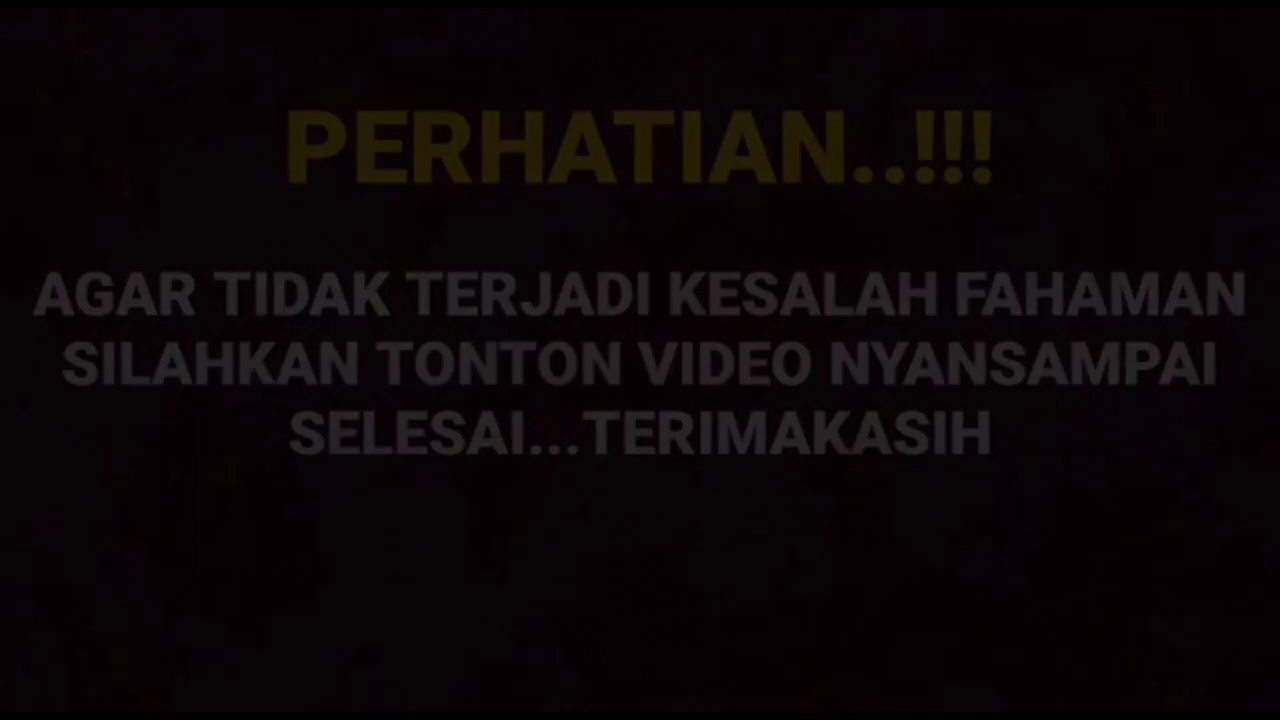 PERHATIAN..!!!
AGAR TIDAK TERJADI KESALAH FAHAMAN
SILAHKAN TONTON VIDEO NYANSAMPAI
SELESAI...TERIMAKASIH